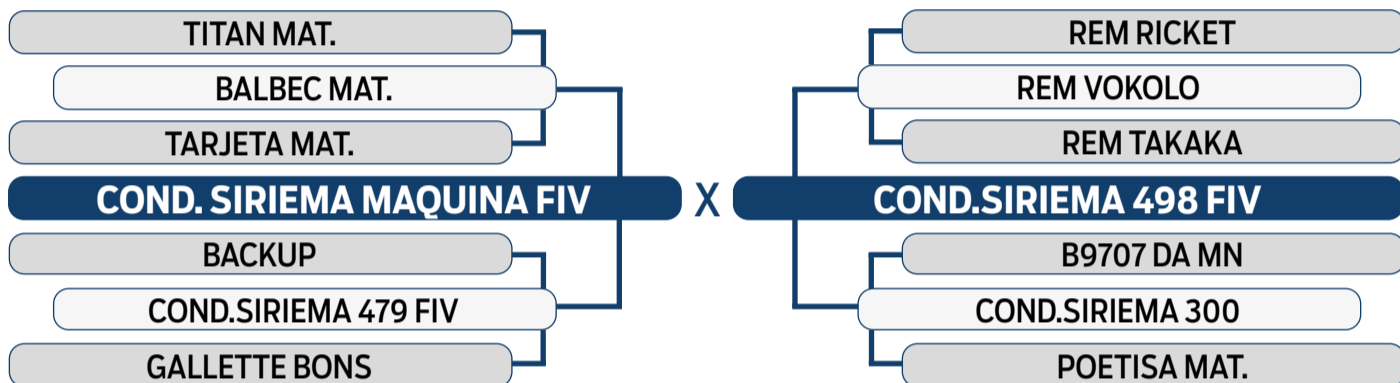 TITAN MAT.
BALBEC MAT.
TARJETA MAT.
COND. SIRIEMA MAQUINA FIV
BACKUP
COND.SIRIEMA 479 FIV
GALLETTE BONS
X
REM RICKET
REM VOKOLO
REM TAKAKA
COND.SIRIEMA 498 FIV
B9707 DA MN
COND.SIRIEMA 300
POETISA MAT.